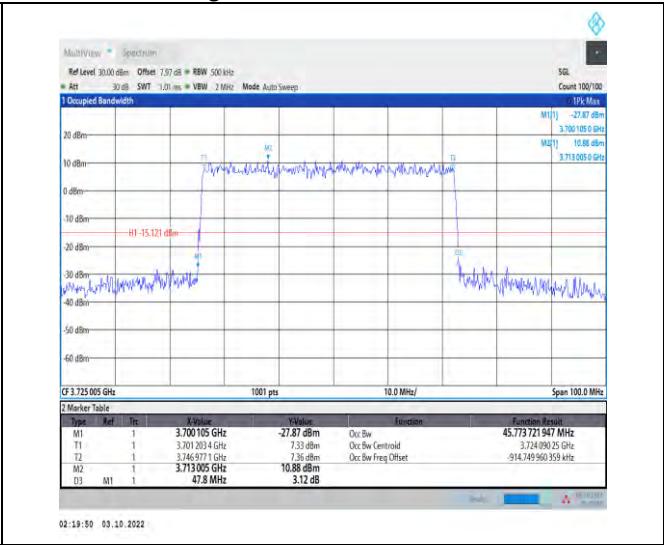 MultiView Spectrum
Ref Level 30.00 dBm Offset 7.97 dB RBW 500 kHz SGL
Att 30 dB SWT 1.01 ms VBW 2 MHz Mode Auto Sweep Count 100/100
1 Occupied Bandwidth 1Pk Max
M1[1] -27.87 dBm
3.700 105 0 GHz
20 dBm M2[1] 10.88 dBm
M2 3.713 005 0 GHz
10 dBm T1 T2
0 dBm
-10 dBm
H1 -15.121 dBm
-20 dBm
M1 D3
-30 dBm
-40 dBm
-50 dBm
-60 dBm
CF 3.725 005 GHz 1001 pts 10.0 MHz/ Span 100.0 MHz
2 Marker Table
Type Ref Trc X-Value Y-Value Function Function Result
M1 1 3.700 105 GHz -27.87 dBm Occ Bw 45.773 721 947 MHz
T1 1 3.701 203 4 GHz 7.33 dBm Occ Bw Centroid 3.724 090 25 GHz
T2 1 3.746 977 1 GHz 7.36 dBm Occ Bw Freq Offset -914.749 960 359 kHz
M2 1 3.713 005 GHz 10.88 dBm
D3 M1 1 47.8 MHz 3.12 dB
02:19:50 03.10.2022